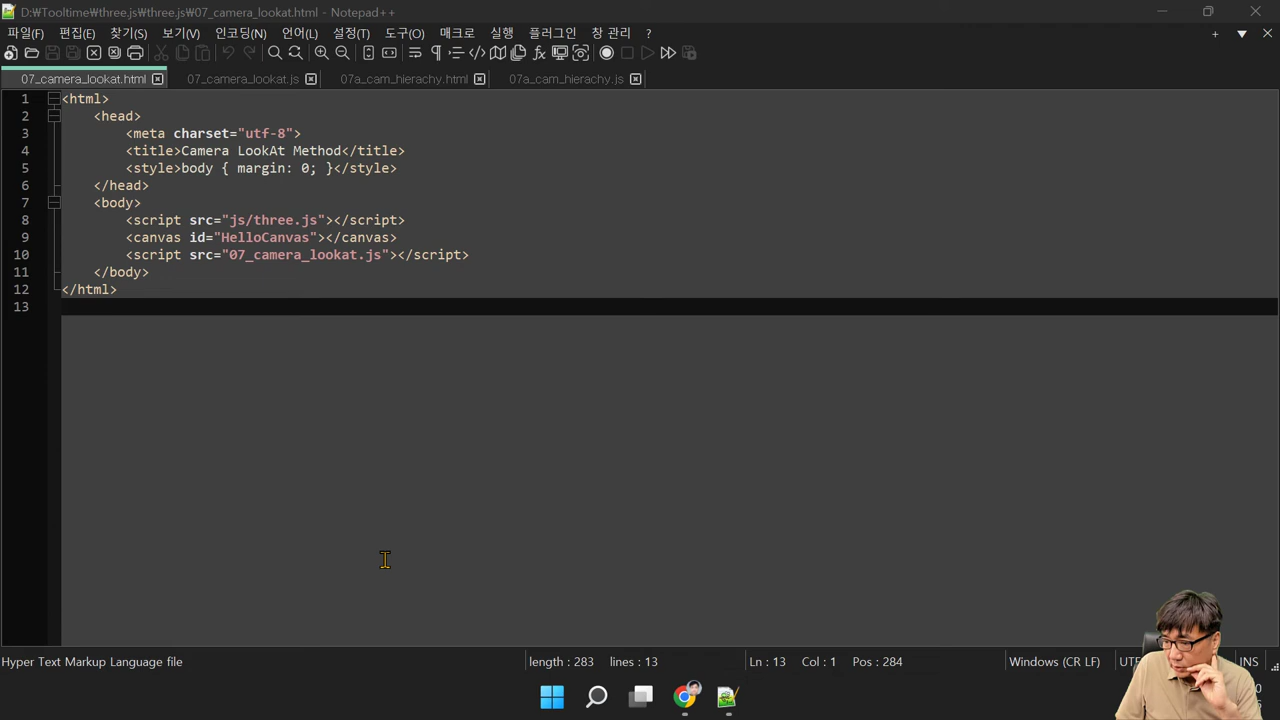 D:\Tooltime\three.js\three.js\07_camera_lookat.html - Notepad++
파일(F) 편집(E) 찾기(S) 보기(V) 인코딩(N) 언어(L) 설정(T) 도구(O) 매크로 실행 플러그인 창 관리 ?
07_camera_lookat.html 07_camera_lookat.js 07a_cam_hierachy.html 07a_cam_hierachy.js
1 <html>
2 <head>
3 <meta charset="utf-8">
4 <title>Camera LookAt Method</title>
5 <style>body { margin: 0; }</style>
6 </head>
7 <body>
8 <script src="js/three.js"></script>
9 <canvas id="HelloCanvas"></canvas>
10 <script src="07_camera_lookat.js"></script>
11 </body>
12 </html>
13
Hyper Text Markup Language file length : 283 lines : 13 Ln : 13 Col : 1 Pos : 284 Windows (CR LF) INS